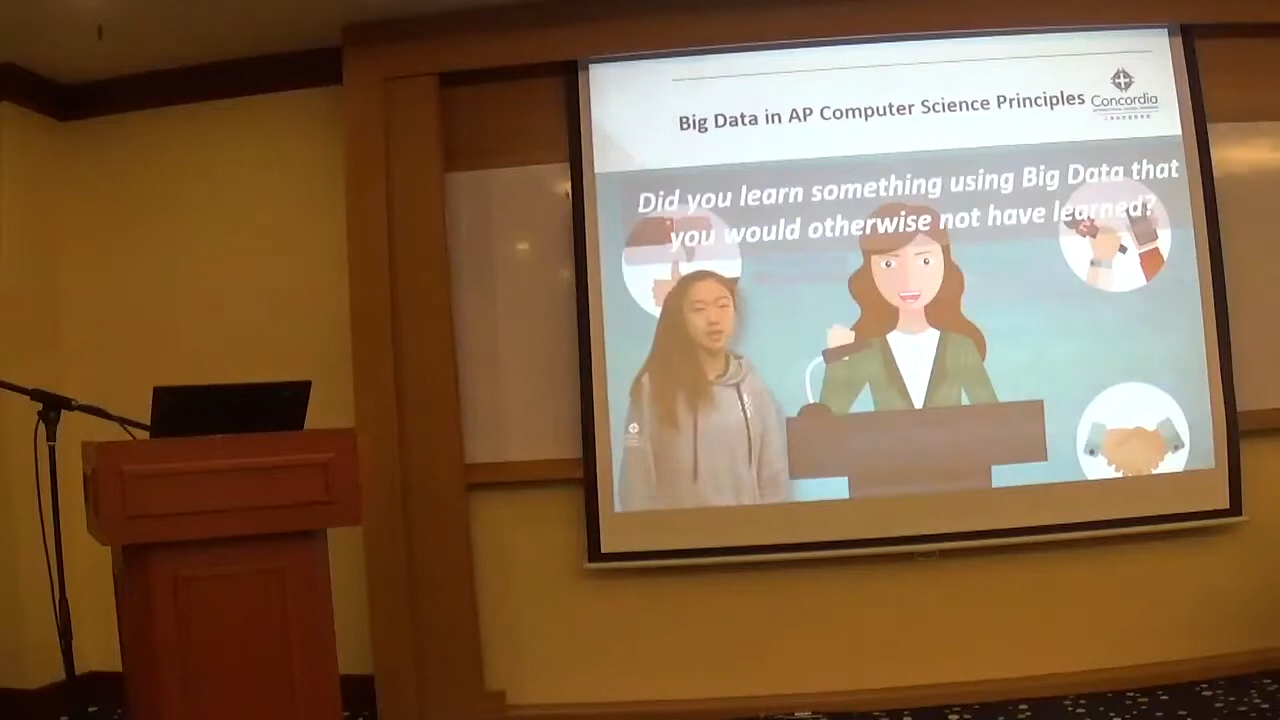 Big Data in AP Computer Science Principles
Concordia
Did you learn something using Big Data that
you would otherwise not have learned?